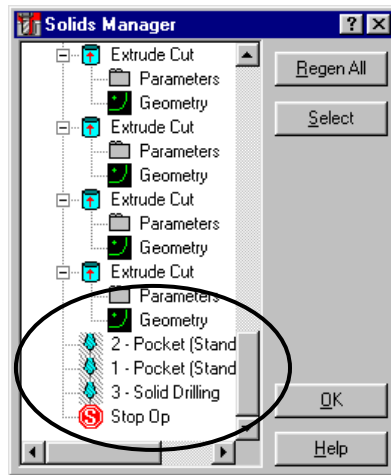 Solids Manager
Extrude Cut
Parameters
Geometry
Extrude Cut
Parameters
Geometry
Extrude Cut
Parameters
Geometry
Extrude Cut
Parameters
Geometry
2 - Pocket (Stand
1 - Pocket (Stand
3 - Solid Drilling
S Stop Op
Regen All
Select
OK
Help